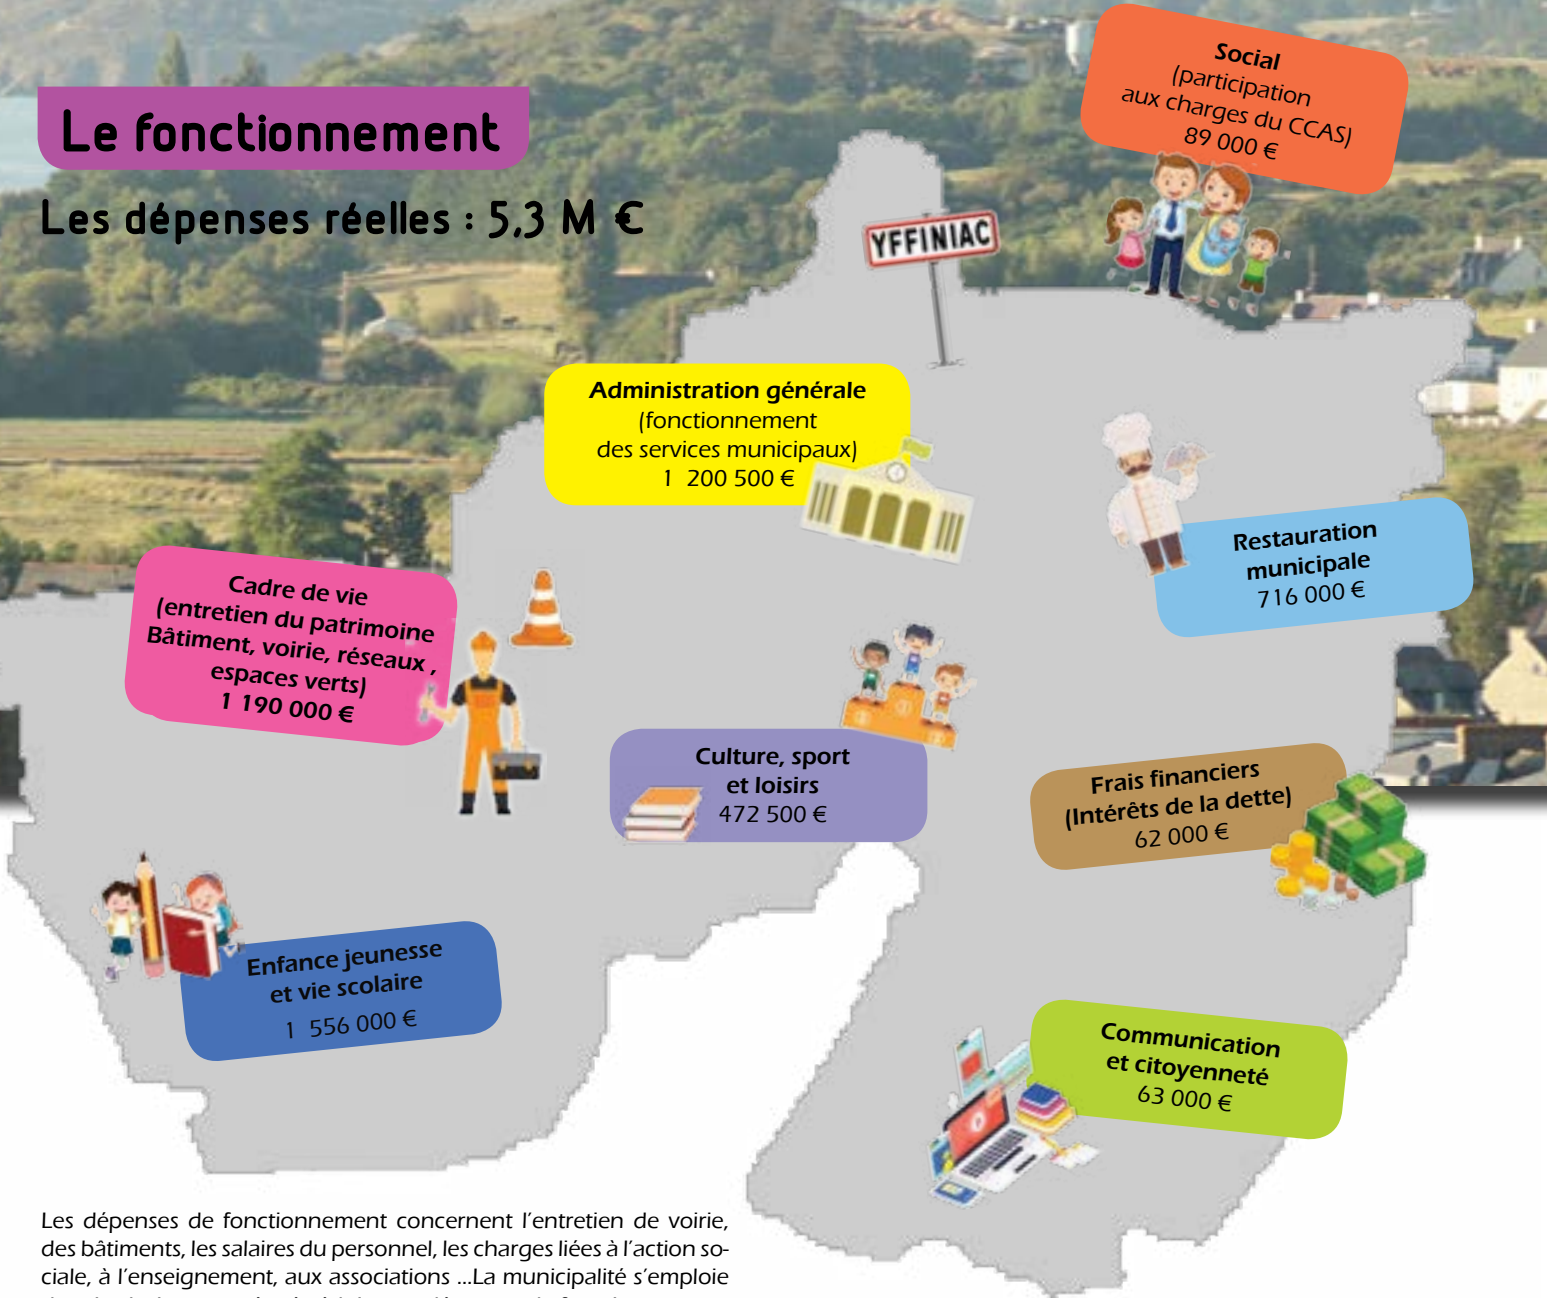 Le fonctionnement
Les dépenses réelles : 5,3 M €
Social
(participation
aux charges du CCAS)
89 000 €
YFFINIAC
Administration générale
(fonctionnement
des services municipaux)
1 200 500 €
Restauration
municipale
716 000 €
Cadre de vie
(entretien du patrimoine
Bâtiment, voirie, réseaux ,
espaces verts)
1 190 000 €
Culture, sport
et loisirs
472 500 €
Frais financiers
(Intérêts de la dette)
62 000 €
Enfance jeunesse
et vie scolaire
1 556 000 €
Communication
et citoyenneté
63 000 €
Les dépenses de fonctionnement concernent l'entretien de voirie,
des bâtiments, les salaires du personnel, les charges liées à l'action so-
ciale, à l'enseignement, aux associations ...La municipalité s'emploie